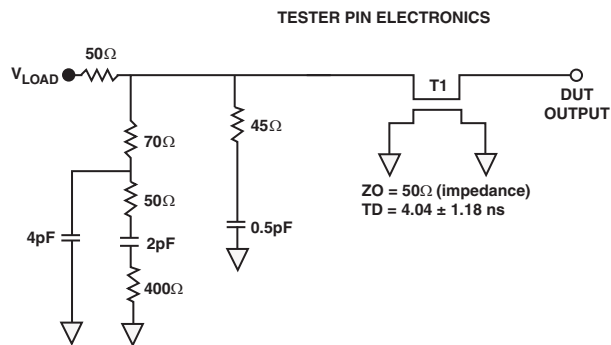 TESTER PIN ELECTRONICS
50Ω
VLOAD
T1
DUT
OUTPUT
70Ω
45Ω
50Ω
4pF
2pF
0.5pF
400Ω
ZO = 50Ω (impedance)
TD = 4.04 ± 1.18 ns